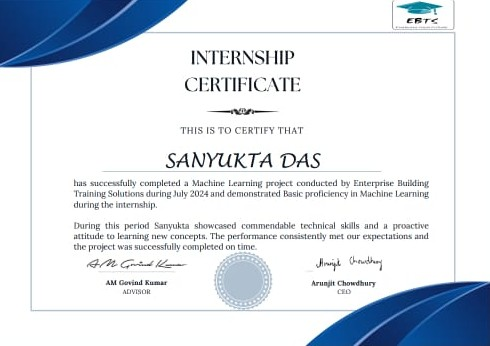 EBTS
INTERNSHIP
CERTIFICATE
THIS IS TO CERTIFY THAT
SANYUKTA DAS
has successfully completed a Machine Learning project conducted by Enterprise Building
Training Solutions during July 2024 and demonstrated Basic proficiency in Machine Learning
during the internship.
During this period Sanyukta showcased commendable technical skills and a proactive
attitude to learning new concepts. The performance consistently met our expectations and
the project was successfully completed on time.
AM Govind Kumar
Arunjit Chowdhury
AM Govind Kumar
ADVISOR
Arunjit Chowdhury
CEO